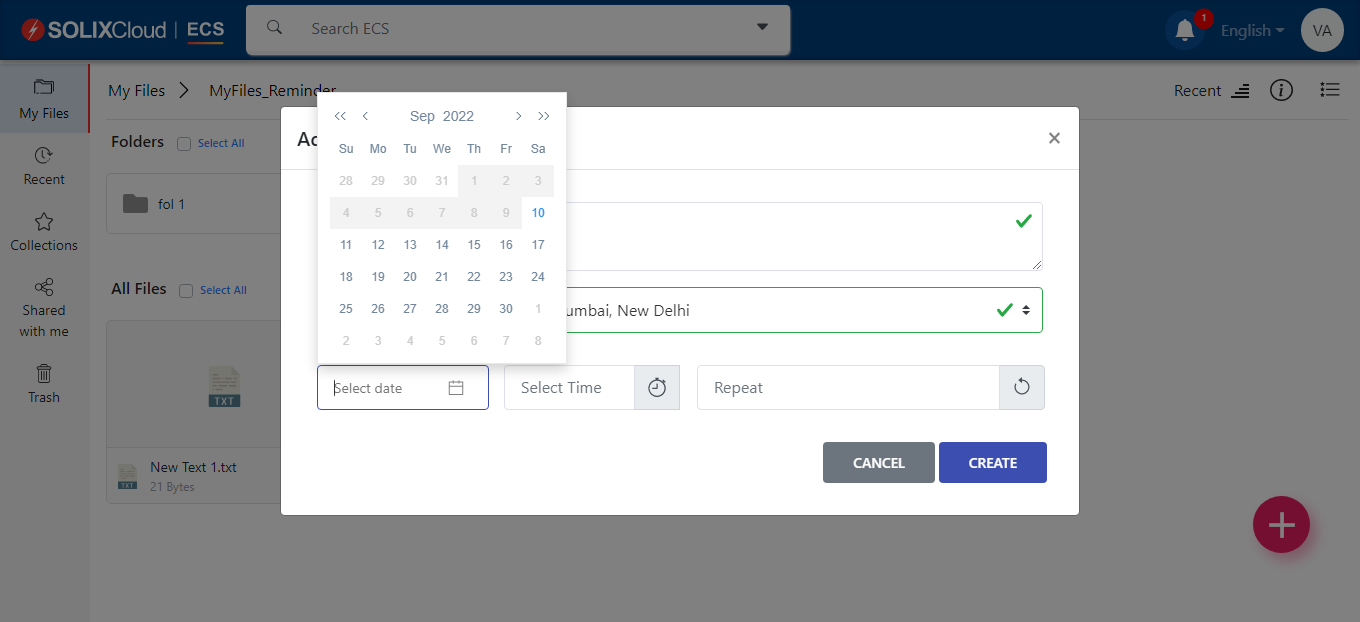 SOLIXCloud | ECS
Search ECS
1
English
VA
My Files
Recent
Collections
Shared
with me
Trash
My Files
MyFiles_Reminder
Recent
Folders
Select All
fol 1
All Files
Select All
TXT
TXT
New Text 1.txt
21 Bytes
Sep 2022
Su Mo Tu We Th Fr Sa
28 29 30 31 1 2 3
4 5 6 7 8 9 10
11 12 13 14 15 16 17
18 19 20 21 22 23 24
25 26 27 28 29 30 1
2 3 4 5 6 7 8
×
New Delhi
Select date
Select Time
Repeat
CANCEL
CREATE